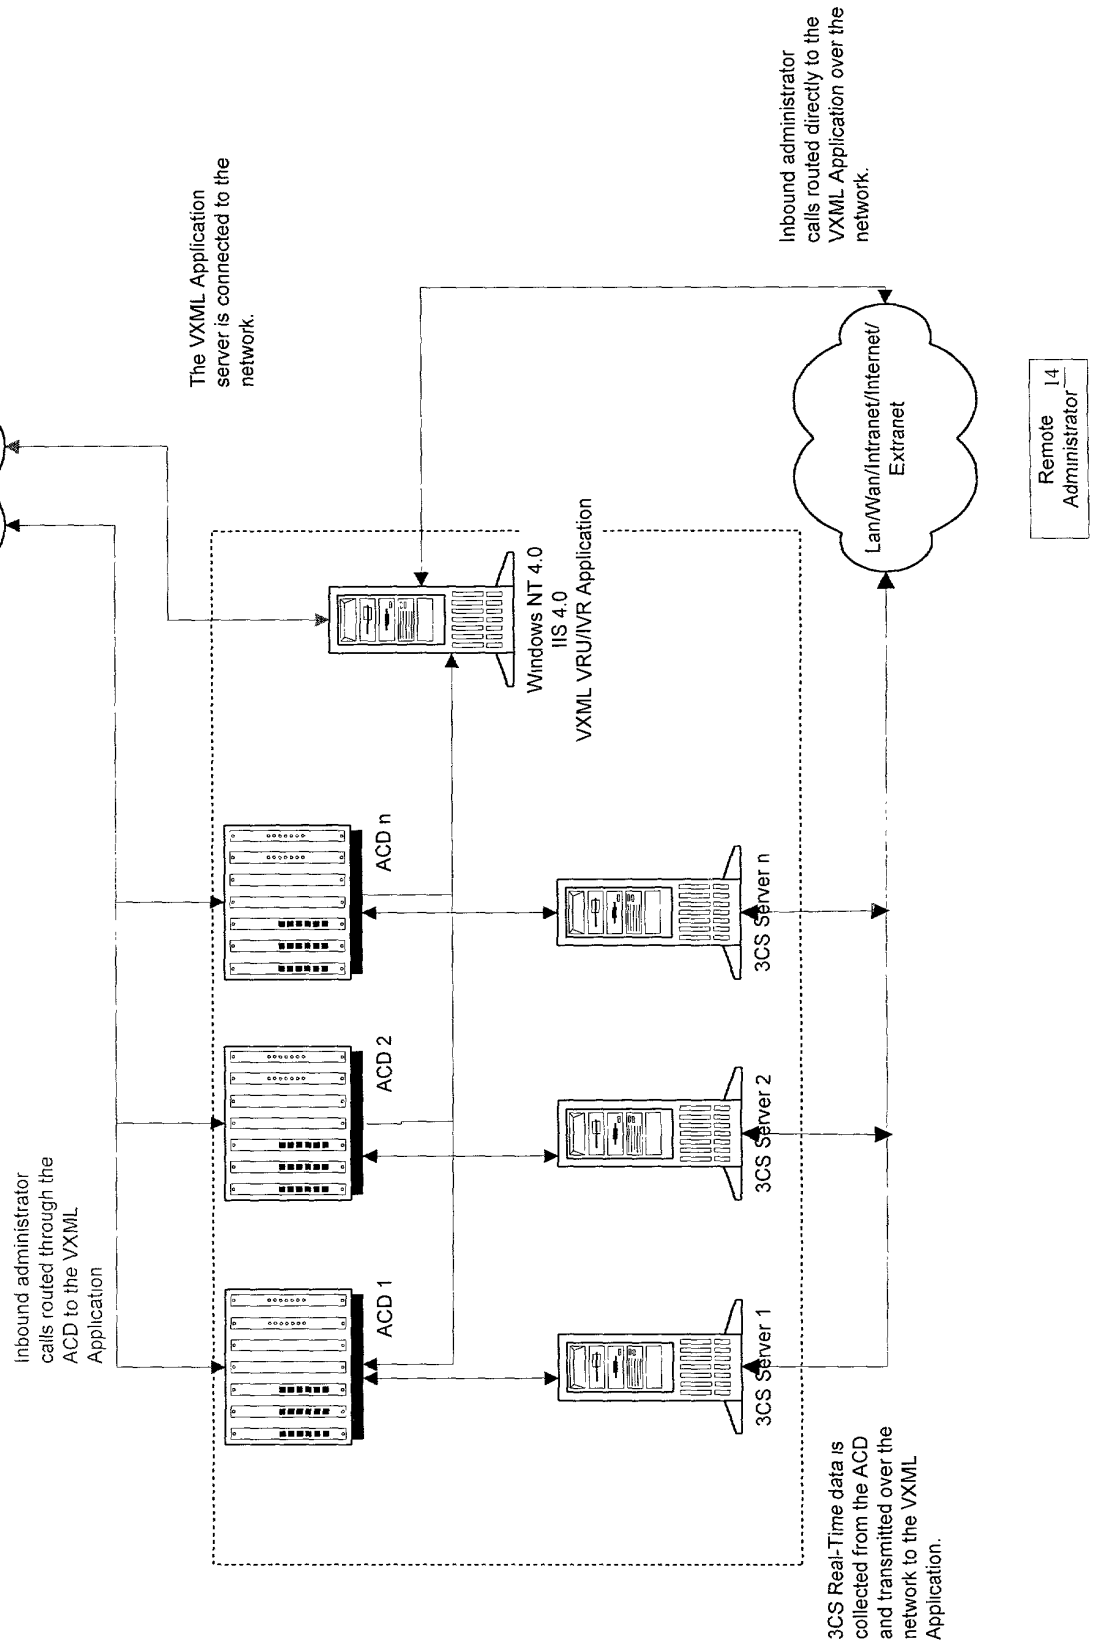 Inbound administrator
calls routed through the
ACD to the VXML
Application
The VXML Application
server is connected to the
network.
ACD 1
ACD 2
ACD n
Windows NT 4.0
IIS 4.0
VXML VRU/IVR Application
3CS Server 1
3CS Server 2
3CS Server n
Inbound administrator
calls routed directly to the
VXML Application over the
network.
3CS Real-Time data is
collected from the ACD
and transmitted over the
network to the VXML
Application.
Lan/Wan/Intranet/Internet/
Extranet
Remote
Administrator 14